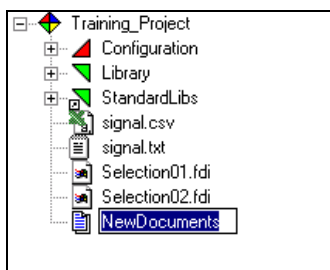 Training_Project
Configuration
Library
StandardLibs
signal.csv
signal.txt
Selection01.fdi
Selection02.fdi
NewDocuments